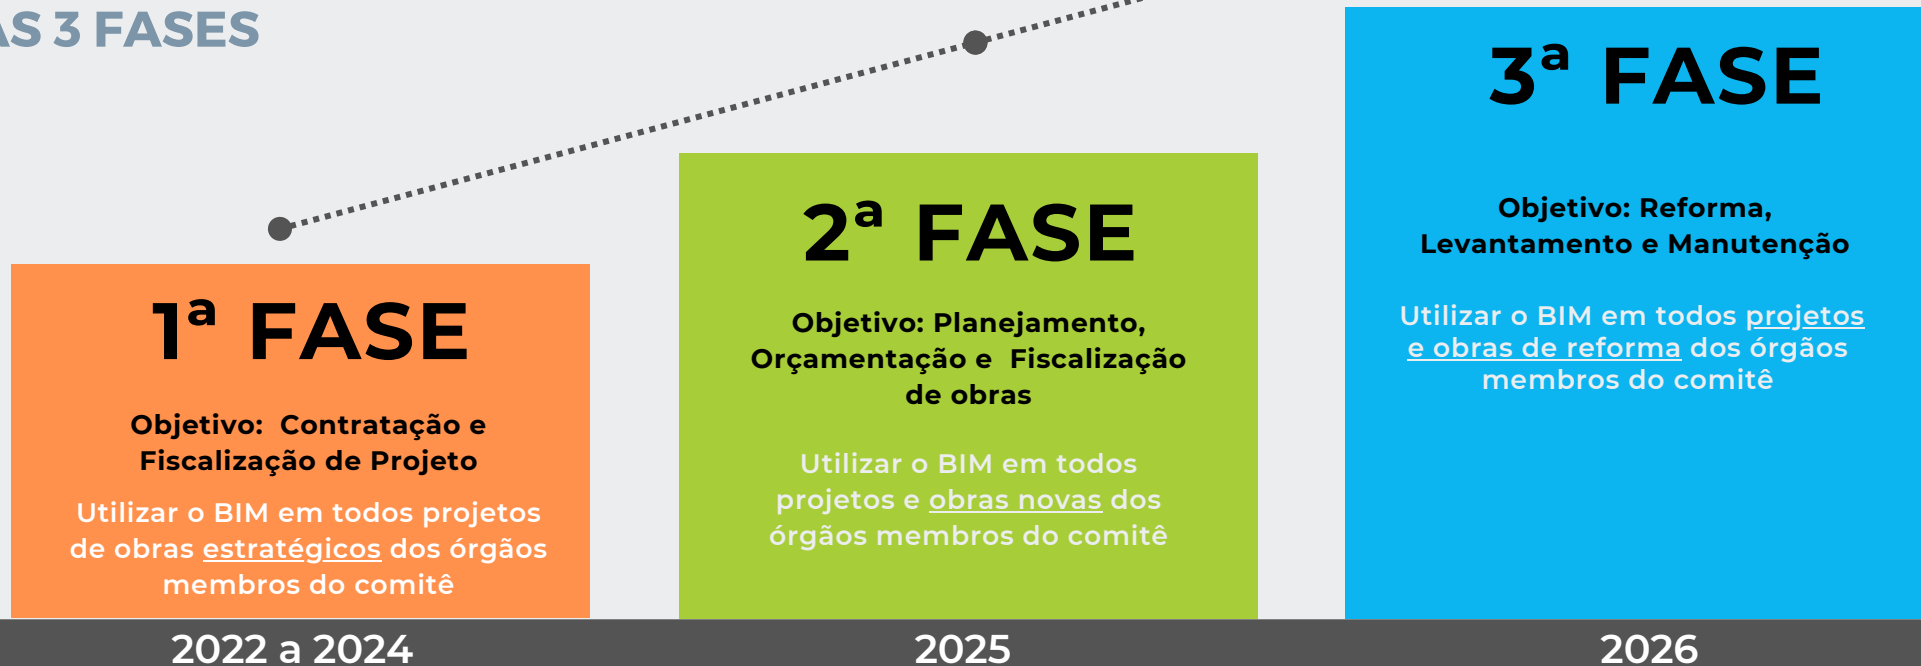 AS 3 FASES
1ª FASE
Objetivo: Contratação e
Fiscalização de Projeto
Utilizar o BIM em todos projetos
de obras estratégicos dos órgãos
membros do comitê
2022 a 2024
2ª FASE
Objetivo: Planejamento,
Orçamentação e Fiscalização
de obras
Utilizar o BIM em todos
projetos e obras novas dos
órgãos membros do comitê
2025
3ª FASE
Objetivo: Reforma,
Levantamento e Manutenção
Utilizar o BIM em todos projetos
e obras de reforma dos órgãos
membros do comitê
2026